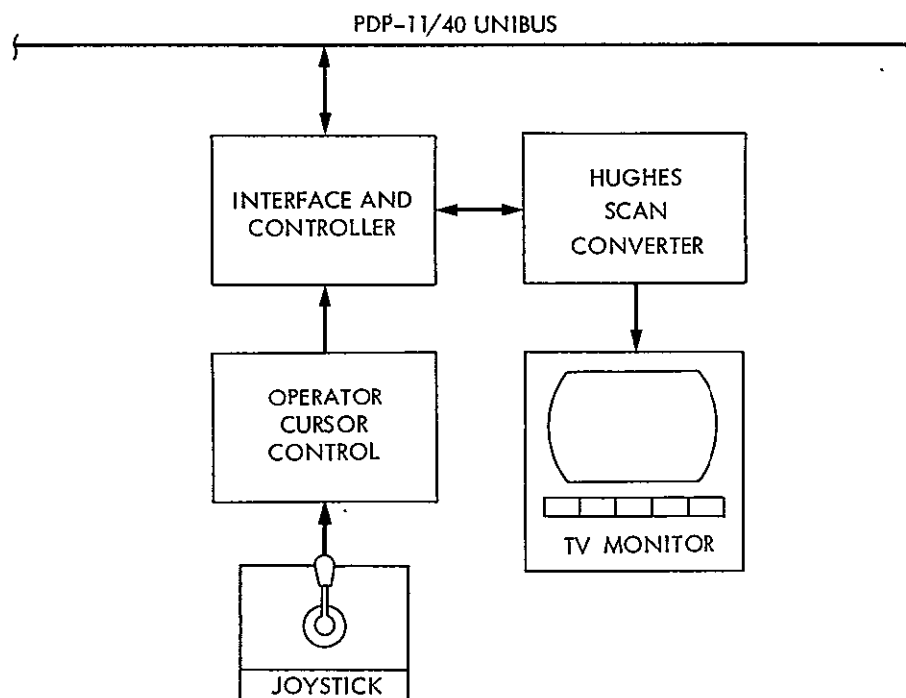 PDP-11/40 UNIBUS
INTERFACE AND
CONTROLLER
HUGHES
SCAN
CONVERTER
OPERATOR
CURSOR
CONTROL
TV MONITOR
JOYSTICK